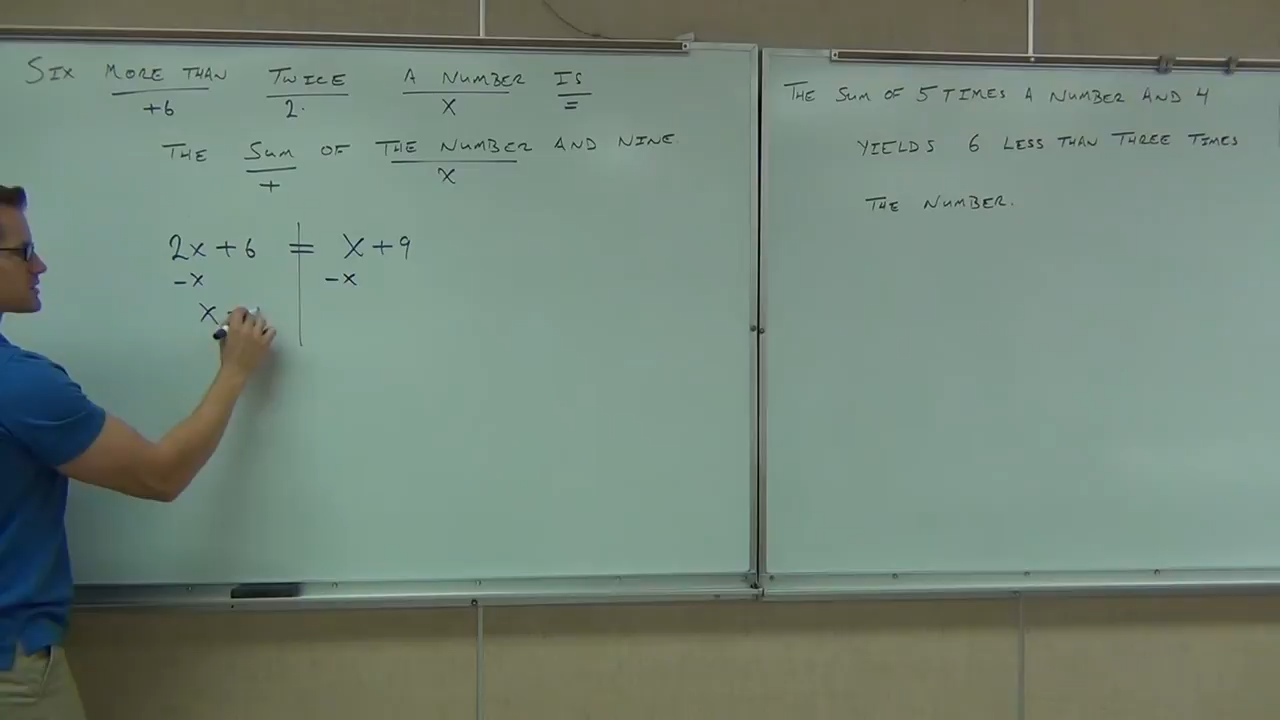 SIX MORE THAN TWICE A NUMBER IS
+6 2· X =
THE SUM OF THE NUMBER AND NINE.
+ X
2x + 6 = X + 9
-X -X
X
THE SUM OF 5 TIMES A NUMBER AND 4
YIELDS 6 LESS THAN THREE TIMES
THE NUMBER.